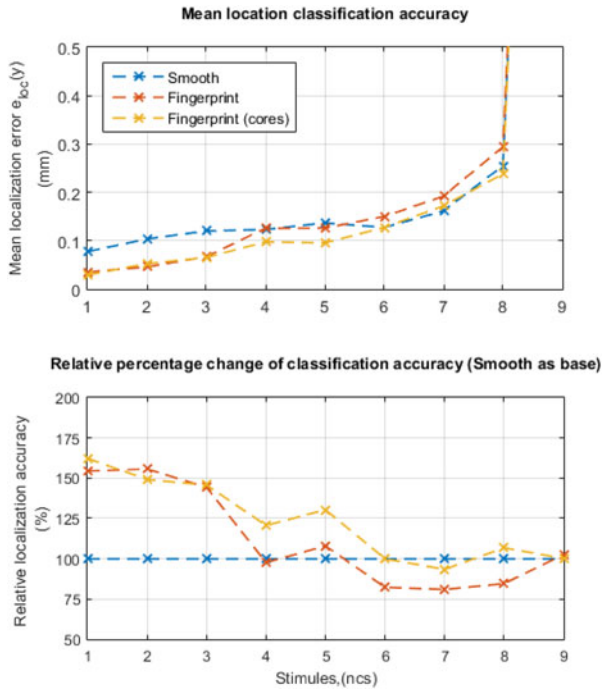 Mean location classification accuracy
Mean localization error e_loc(y)
(mm)
0.5
0.4
0.3
0.2
0.1
0
Smooth
Fingerprint
Fingerprint (cores)
1 2 3 4 5 6 7 8 9
Relative percentage change of classification accuracy (Smooth as base)
Relative localization accuracy
(%)
200
175
150
125
100
75
50
1 2 3 4 5 6 7 8 9
Stimules,(ncs)